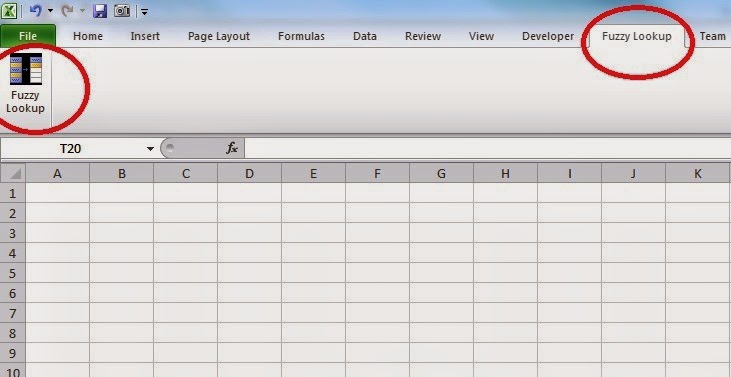 File Home Insert Page Layout Formulas Data Review View Developer Fuzzy Lookup Team
Fuzzy
Lookup
T20 fx
A B C D E F G H I J K
1
2
3
4
5
6
7
8
9
10